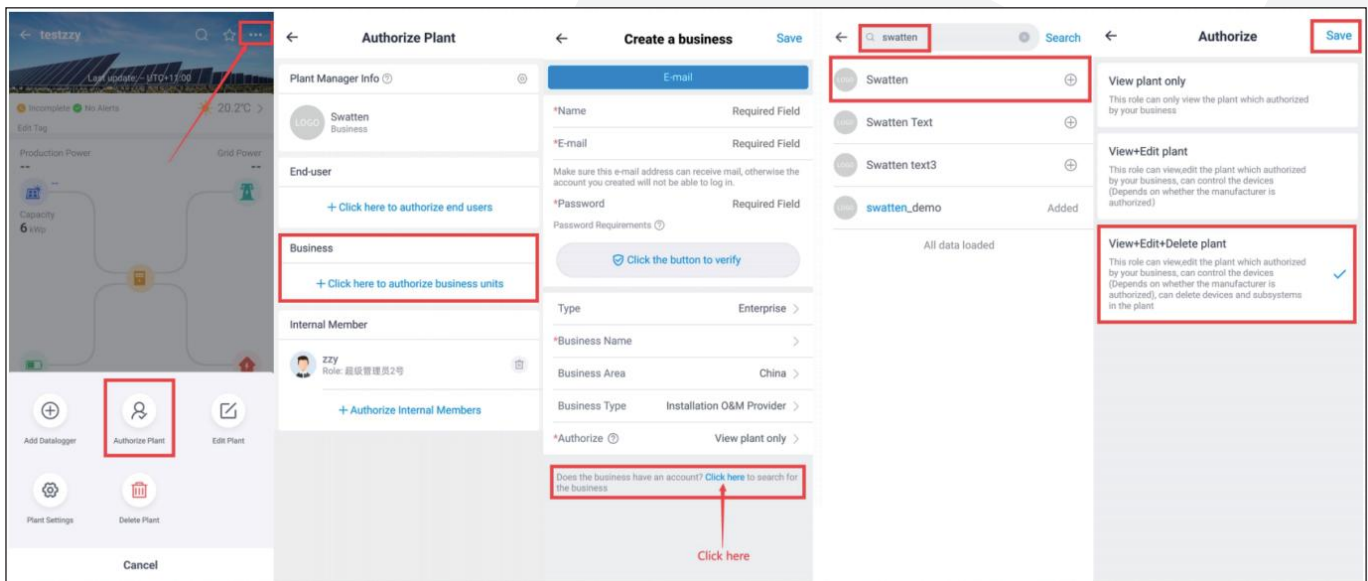 testzzy
Last update:-- UTC+11:00
Incomplete No Alerts
20.2℃ >
Edit Tag
Production Power
Grid Power
--
--
--
Capacity
6 kWp
Add Datalogger
Authorize Plant
Edit Plant
Plant Settings
Delete Plant
Cancel
Authorize Plant
Plant Manager Info
LOGO
Swatten
Business
End-user
+ Click here to authorize end users
Business
+ Click here to authorize business units
Internal Member
zzy
Role: 超级管理员2号
+ Authorize Internal Members
Create a business
Save
E-mail
*Name
Required Field
*E-mail
Required Field
Make sure this e-mail address can receive mail, otherwise the
account you created will not be able to log in.
*Password
Required Field
Password Requirements
Click the button to verify
Type
Enterprise >
*Business Name
>
Business Area
China >
Business Type
Installation O&M Provider >
*Authorize
View plant only >
Does the business have an account? Click here to search for
the business
Click here
swatten
Search
LOGO
Swatten
LOGO
Swatten Text
LOGO
Swatten text3
LOGO
swatten_demo
Added
All data loaded
Authorize
Save
View plant only
This role can only view the plant which authorized
by your business
View+Edit plant
This role can view,edit the plant which authorized
by your business, can control the devices
(Depends on whether the manufacturer is
authorized)
View+Edit+Delete plant
This role can view,edit the plant which authorized
by your business, can control the devices
(Depends on whether the manufacturer is
authorized), can delete devices and subsystems
in the plant